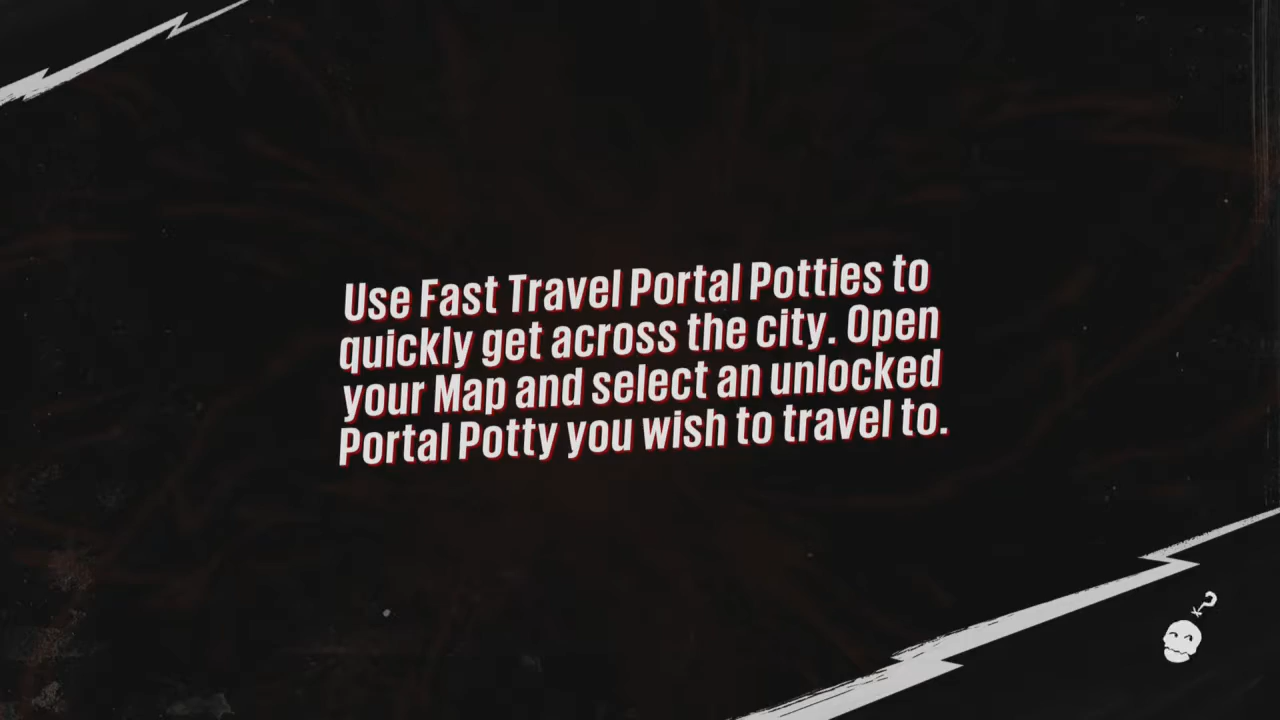 Use Fast Travel Portal Potties to
quickly get across the city. Open
your Map and select an unlocked
Portal Potty you wish to travel to.